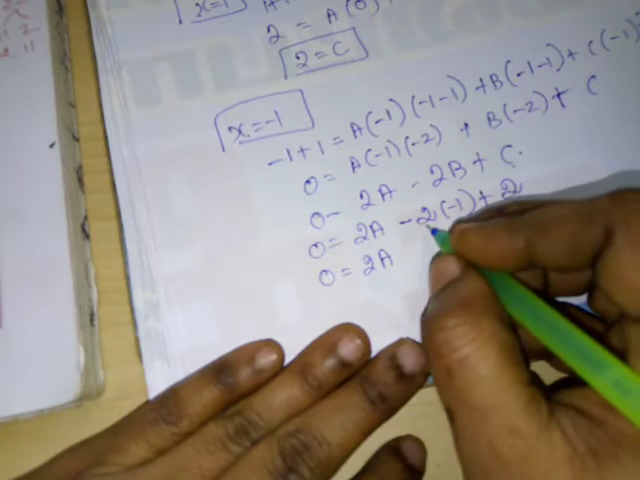 x=1
2 = A(0)
2 = C
x = -1
-1+1 = A(-1)(-1-1) + B(-1-1) + C(-1)
0 = A(-1)(-2) + B(-2) + C
0 = 2A - 2B + C
0 = 2A - 2(-1) + 2
0 = 2A